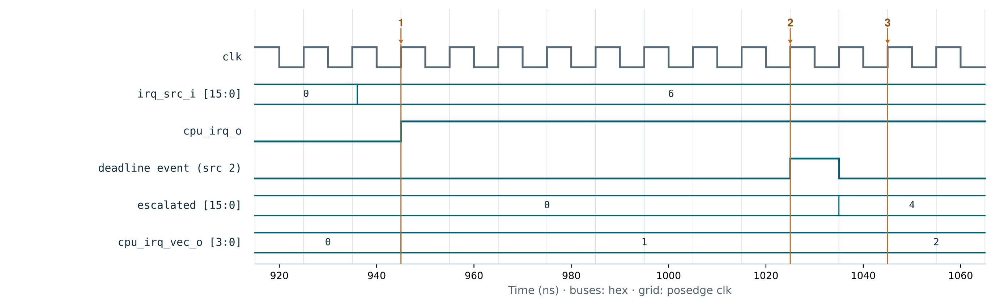 1 2 3
clk
irq_src_i [15:0] 0 6
cpu_irq_o
deadline event (src 2)
escalated [15:0] 0 4
cpu_irq_vec_o [3:0] 0 1 2
920 940 960 980 1000 1020 1040 1060
Time (ns) · buses: hex · grid: posedge clk